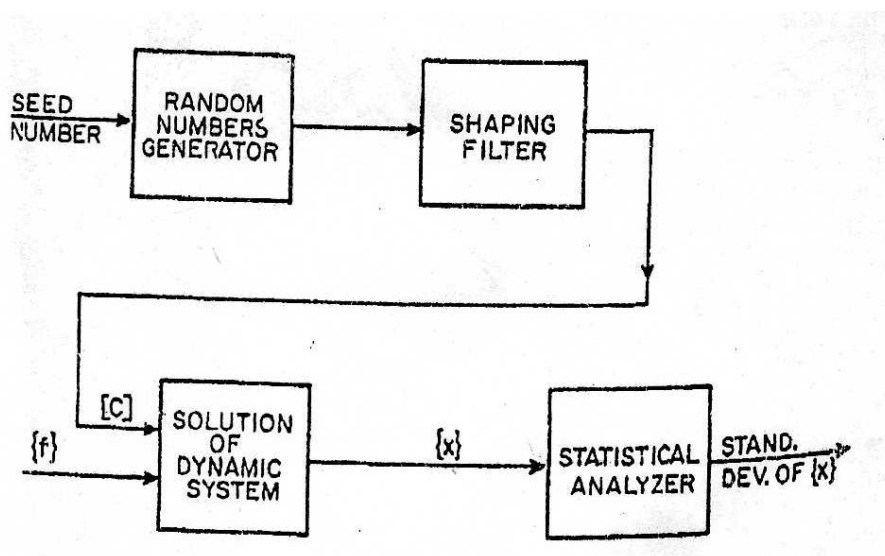 SEED
NUMBER
RANDOM
NUMBERS
GENERATOR
SHAPING
FILTER
[C]
{f}
SOLUTION
OF
DYNAMIC
SYSTEM
{x}
STATISTICAL
ANALYZER
STAND.
DEV. OF {x}